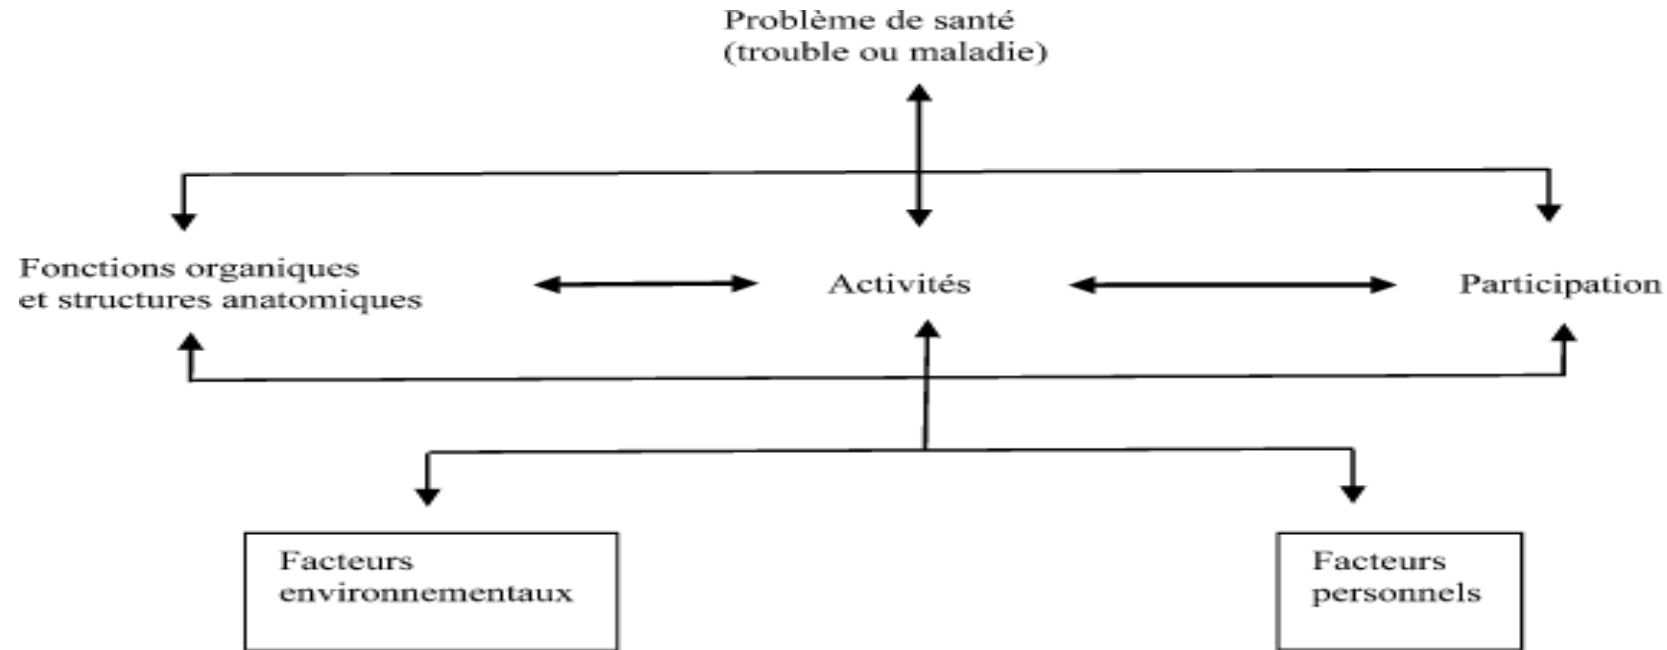 Problème de santé
(trouble ou maladie)
Fonctions organiques
et structures anatomiques
Activités
Participation
Facteurs
environnementaux
Facteurs
personnels